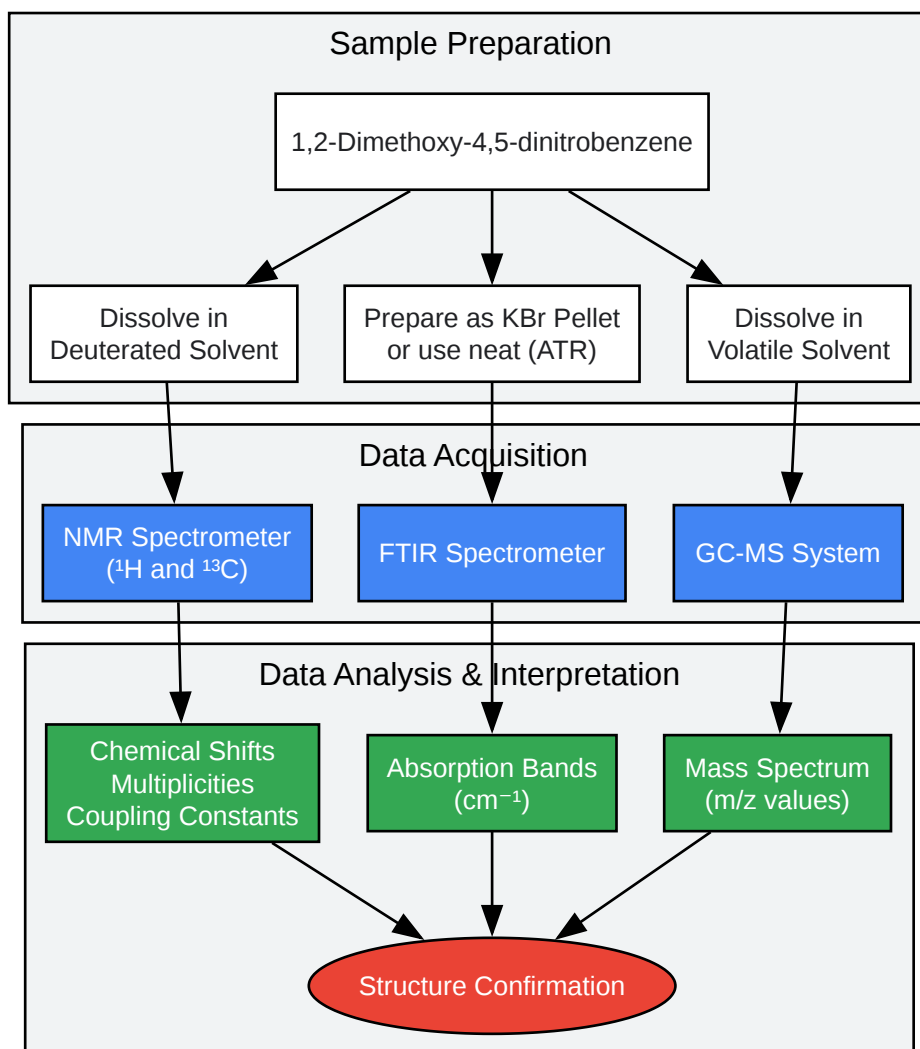 Sample Preparation
1,2-Dimethoxy-4,5-dinitrobenzene
Dissolve in
Deuterated Solvent
Prepare as KBr Pellet
or use neat (ATR)
Dissolve in
Volatile Solvent
Data Acquisition
NMR Spectrometer
(¹H and ¹³C)
FTIR Spectrometer
GC-MS System
Data Analysis & Interpretation
Chemical Shifts
Multiplicities
Coupling Constants
Absorption Bands
(cm⁻¹)
Mass Spectrum
(m/z values)
Structure Confirmation